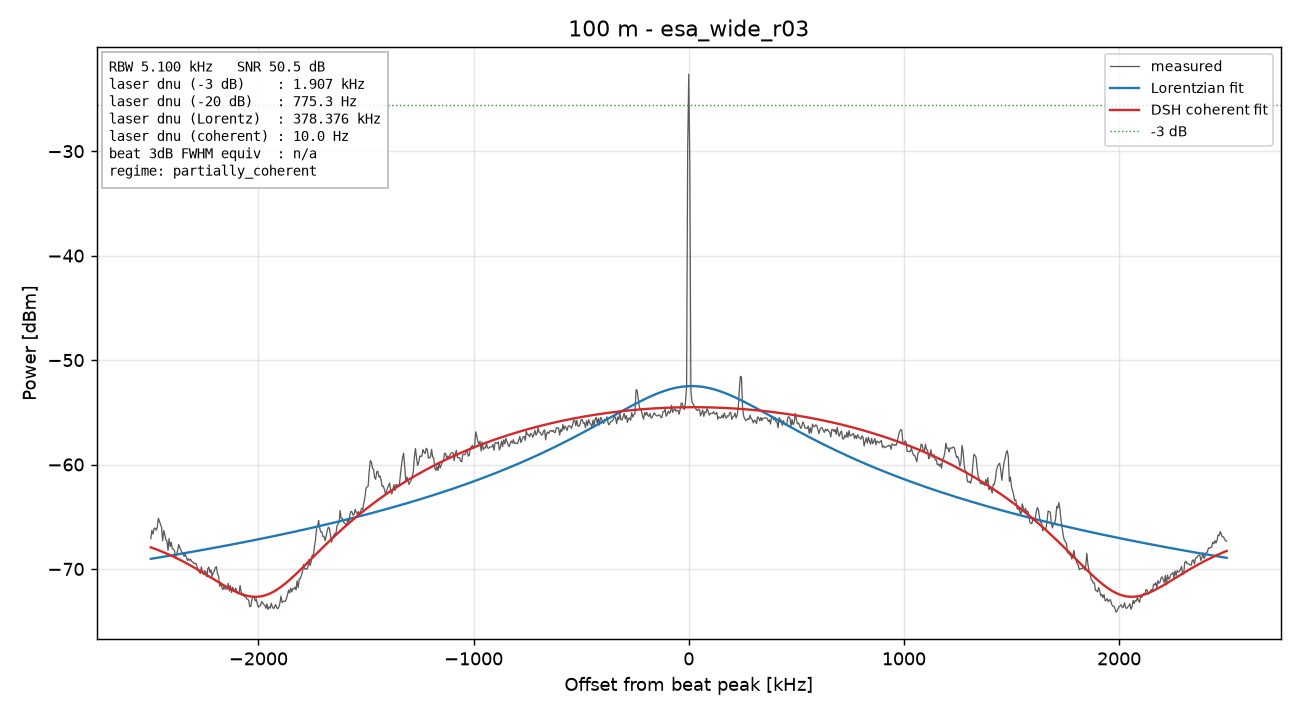 100 m - esa_wide_r03
RBW 5.100 kHz   SNR 50.5 dB
laser dnu (-3 dB)    : 1.907 kHz
laser dnu (-20 dB)   : 775.3 Hz
laser dnu (Lorentz)  : 378.376 kHz
laser dnu (coherent) : 10.0 Hz
beat 3dB FWHM equiv  : n/a
regime: partially_coherent
measured
Lorentzian fit
DSH coherent fit
-3 dB
Power [dBm]
−30
−40
−50
−60
−70
−2000
−1000
0
1000
2000
Offset from beat peak [kHz]